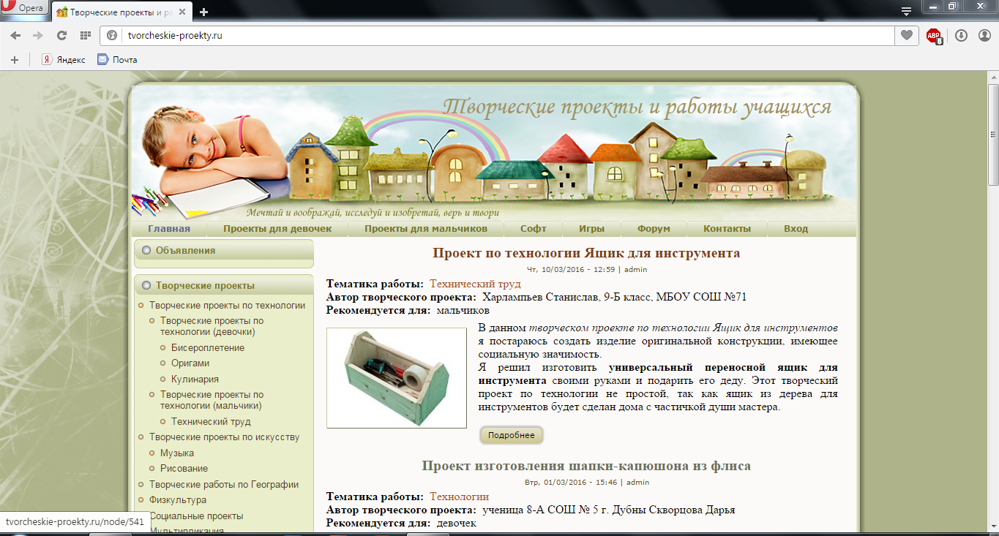 Opera
Творческие проекты и ра
tvorcheskie-proekty.ru
ABP
8
Яндекс
Почта
Творческие проекты и работы учащихся
Мечтай и воображай, исследуй и изобретай, верь и твори
Главная
Проекты для девочек
Проекты для мальчиков
Софт
Игры
Форум
Контакты
Вход
Объявления
Творческие проекты
Творческие проекты по технологии
Творческие проекты по
технологии (девочки)
Бисероплетение
Оригами
Кулинария
Творческие проекты по
технологии (мальчики)
Технический труд
Творческие проекты по искусству
Музыка
Рисование
Творческие работы по Географии
Физкультура
Социальные проекты
Мультипликация
Проект по технологии Ящик для инструмента
Чт, 10/03/2016 - 12:59 | admin
Тематика работы: Технический труд
Автор творческого проекта: Харлампьев Станислав, 9-Б класс, МБОУ СОШ №71
Рекомендуется для: мальчиков
В данном творческом проекте по технологии Ящик для инструментов
я постараюсь создать изделие оригинальной конструкции, имеющее
социальную значимость.
Я решил изготовить универсальный переносной ящик для
инструмента своими руками и подарить его деду. Этот творческий
проект по технологии не простой, так как ящик из дерева для
инструментов будет сделан дома с частичкой души мастера.
Подробнее
Проект изготовления шапки-капюшона из флиса
Втр, 01/03/2016 - 15:46 | admin
Тематика работы: Технологии
Автор творческого проекта: ученица 8-А СОШ № 5 г. Дубны Скворцова Дарья
Рекомендуется для: девочек
tvorcheskie-proekty.ru/node/541